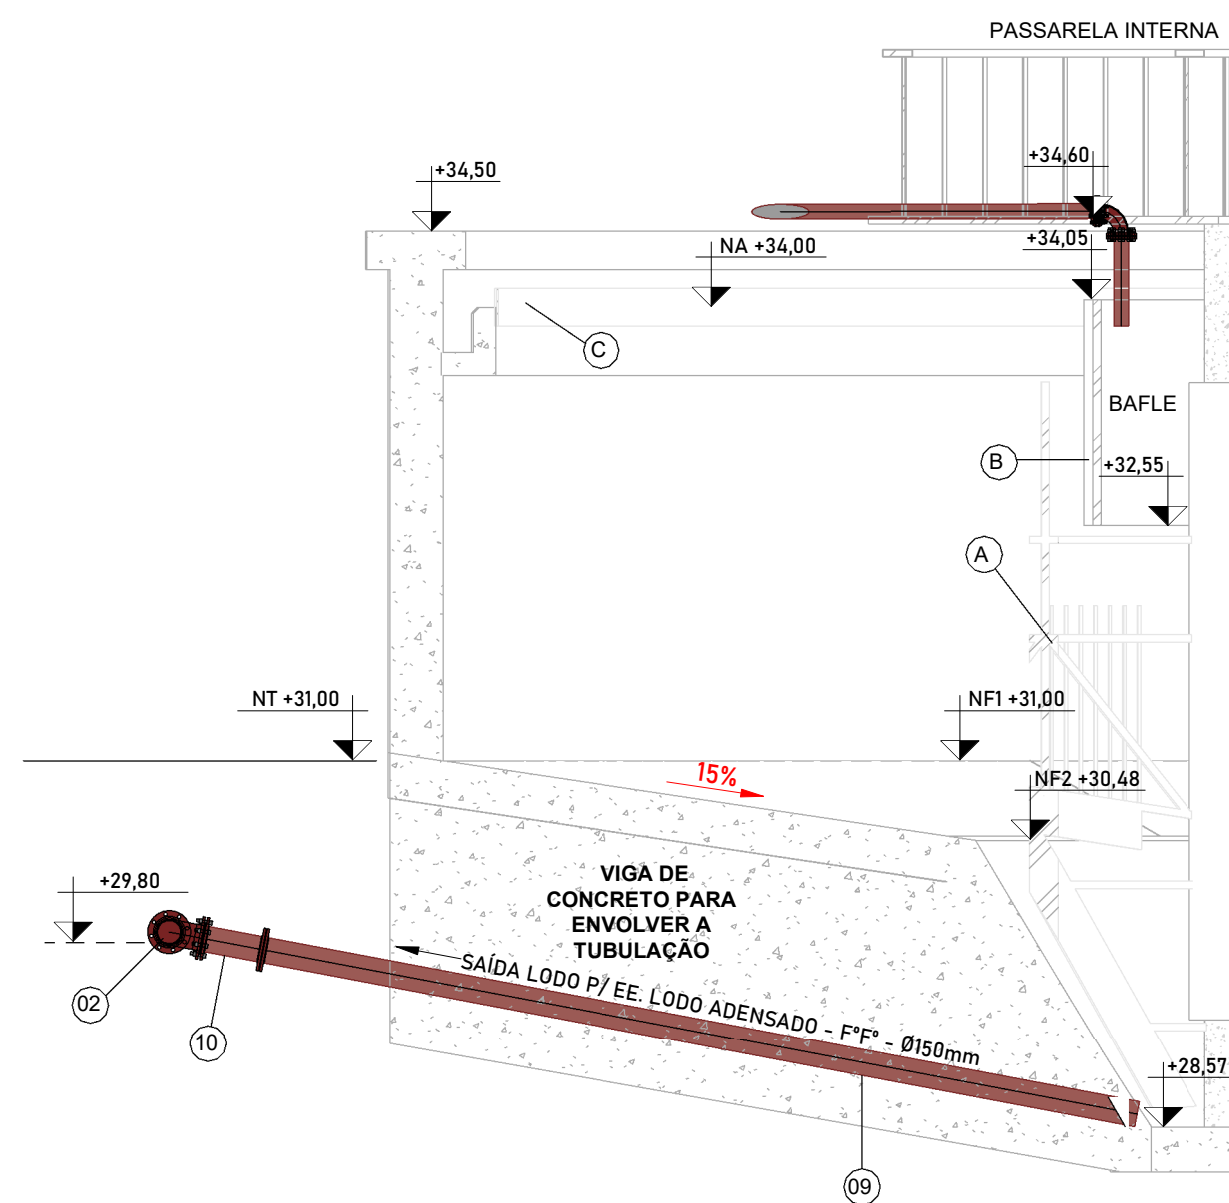 PASSARELA INTERNA
+34,60
+34,50
+34,05
NA +34,00
C
BAFLE
B
+32,55
A
NT +31,00
NF1 +31,00
15%
NF2 +30,48
VIGA DE
CONCRETO PARA
ENVOLVER A
TUBULAÇÃO
+29,80
SAÍDA LODO P/ EE. LODO ADENSADO - F°F° - Ø150mm
02
10
+28,57
09